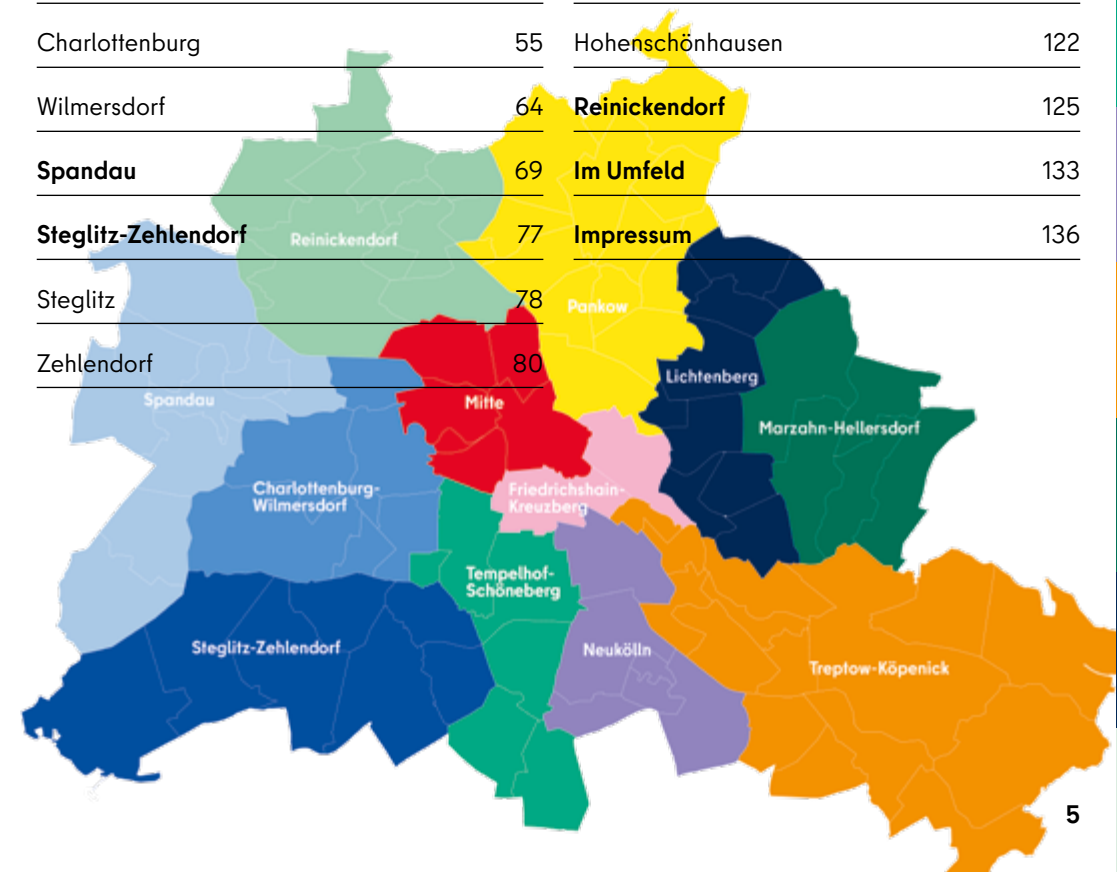 Charlottenburg 55
Wilmersdorf 64
Spandau 69
Steglitz-Zehlendorf 77
Steglitz 78
Zehlendorf 80
Hohenschönhausen 122
Reinickendorf 125
Im Umfeld 133
Impressum 136
Reinickendorf
Pankow
Lichtenberg
Spandau
Mitte
Marzahn-Hellersdorf
Charlottenburg-
Wilmersdorf
Friedrichshain-
Kreuzberg
Tempelhof-
Schöneberg
Steglitz-Zehlendorf
Neukölln
Treptow-Köpenick
5